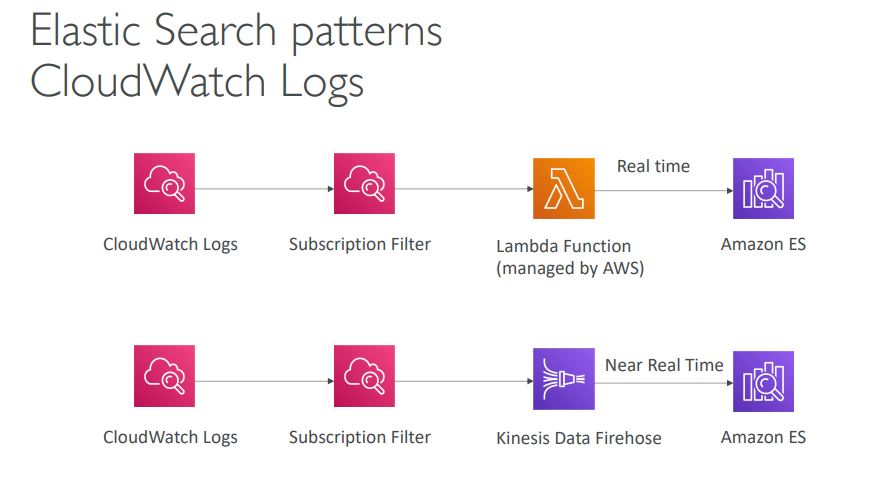 Elastic Search patterns
CloudWatch Logs
Real time
CloudWatch Logs
Subscription Filter
Lambda Function
(managed by AWS)
Amazon ES
Near Real Time
CloudWatch Logs
Subscription Filter
Kinesis Data Firehose
Amazon ES